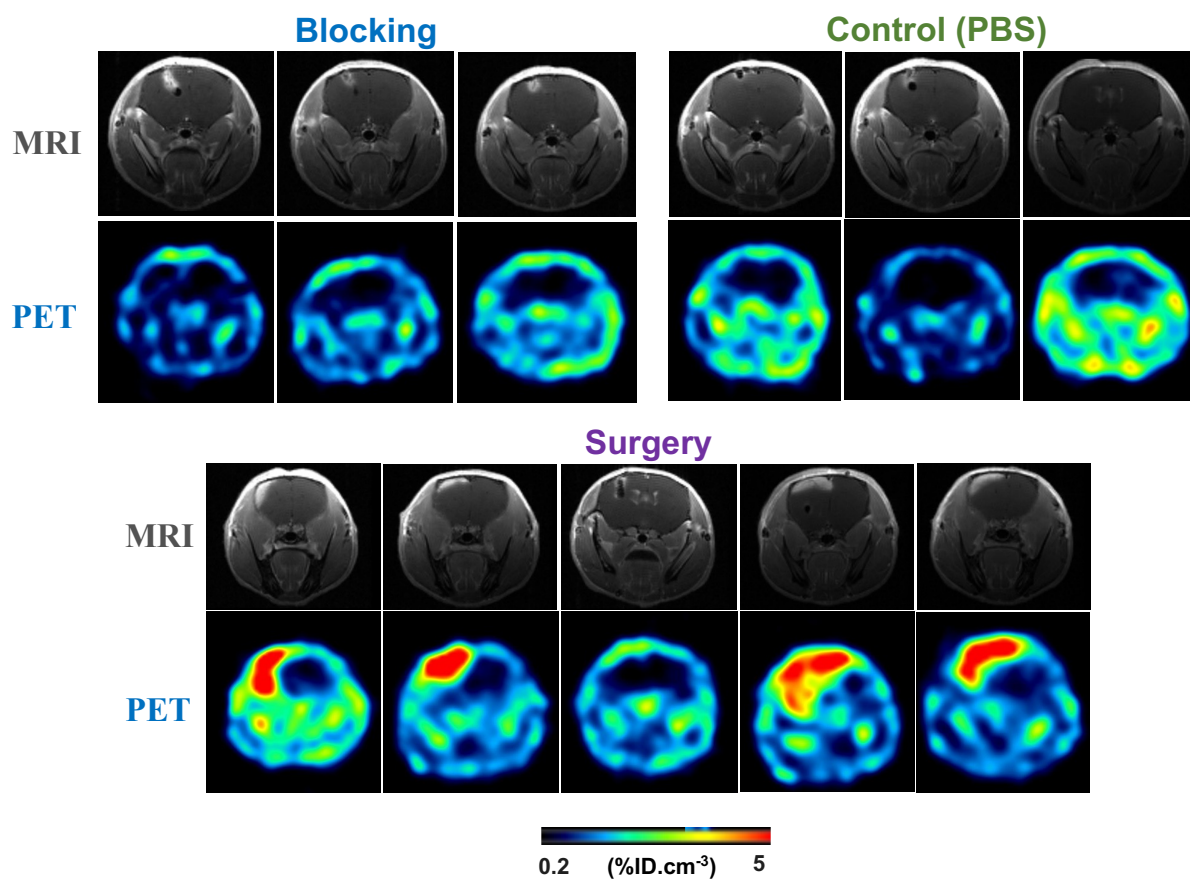 Blocking
Control (PBS)
MRI
PET
Surgery
MRI
PET
0.2 (%ID.cm⁻³) 5